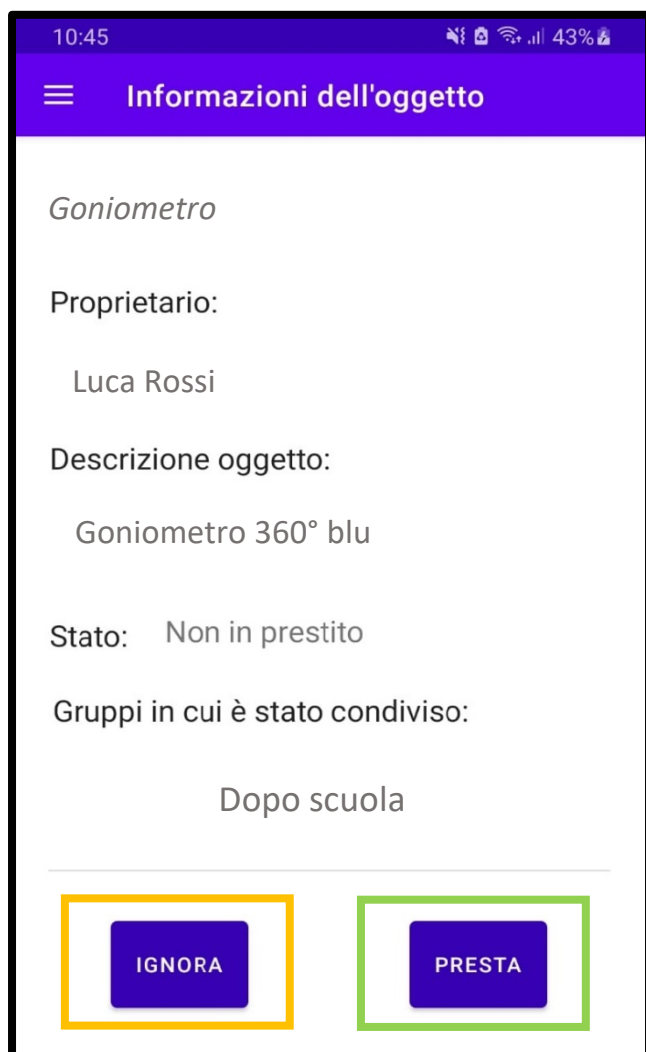 10:45 43%
Informazioni dell'oggetto
Goniometro
Proprietario:
Luca Rossi
Descrizione oggetto:
Goniometro 360° blu
Stato: Non in prestito
Gruppi in cui è stato condiviso:
Dopo scuola
IGNORA PRESTA